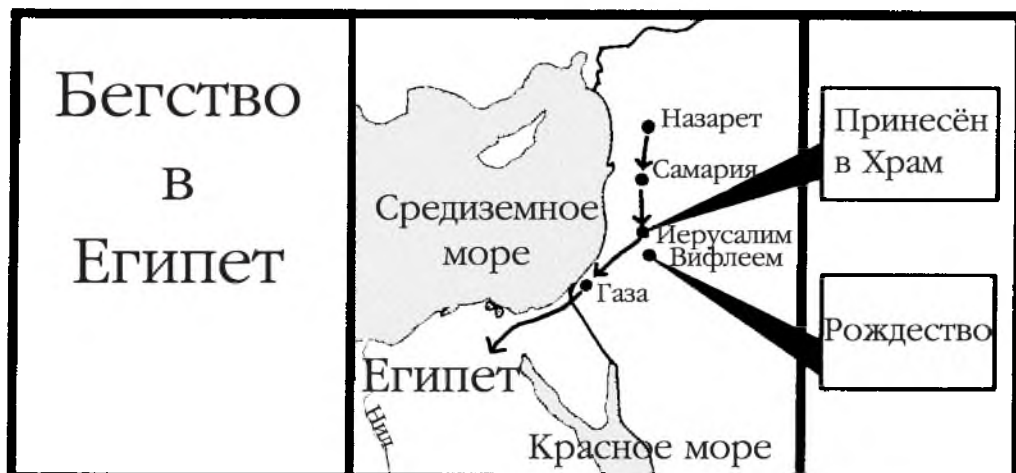 Бегство
в
Египет
Назарет
Самария
Средиземное
море
Иерусалим
Вифлеем
Газа
Египет
Нил
Красное море
Принесён
в Храм
Рождество